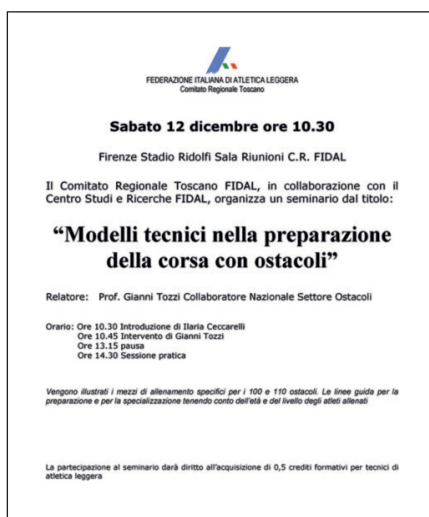 FEDERAZIONE ITALIANA DI ATLETICA LEGGERA
Comitato Regionale Toscano
Sabato 12 dicembre ore 10.30
Firenze Stadio Ridolfi Sala Riunioni C.R. FIDAL
Il Comitato Regionale Toscano FIDAL, in collaborazione con il
Centro Studi e Ricerche FIDAL, organizza un seminario dal titolo:
“Modelli tecnici nella preparazione
della corsa con ostacoli”
Relatore: Prof. Gianni Tozzi Collaboratore Nazionale Settore Ostacoli
Orario: Ore 10.30 Introduzione di Ilaria Ceccarelli
Ore 10.45 Intervento di Gianni Tozzi
Ore 13.15 pausa
Ore 14.30 Sessione pratica
Vengono illustrati i mezzi di allenamento specifici per i 100 e 110 ostacoli. Le linee guida per la
preparazione e per la specializzazione tenendo conto dell'età e del livello degli atleti allenati
La partecipazione al seminario darà diritto all'acquisizione di 0,5 crediti formativi per tecnici di
atletica leggera